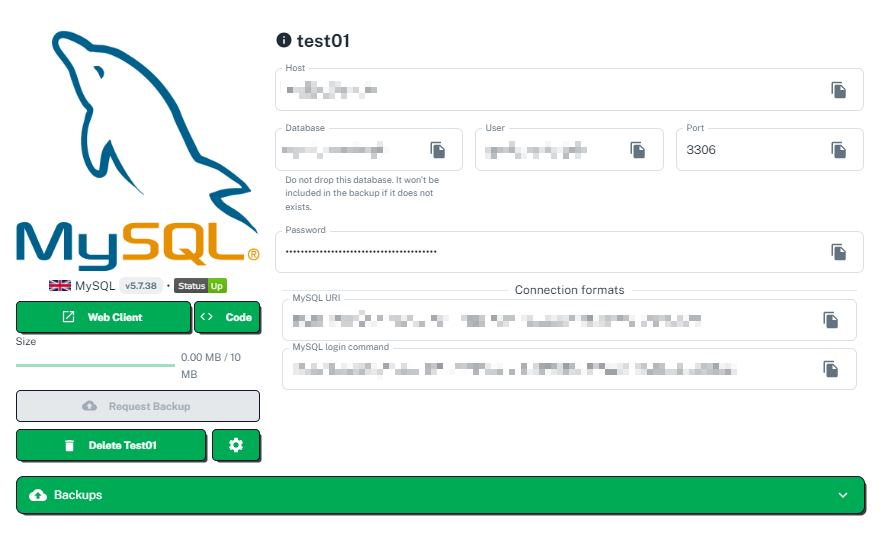 MySQL®
MySQL v5.7.38 • Status Up
Web Client
<> Code
Size
0.00 MB / 10
MB
Request Backup
Delete Test01
test01
Host
Database
User
Port
3306
Do not drop this database. It won't be
included in the backup if it does not
exists.
Password
Connection formats
MySQL URI
MySQL login command
Backups